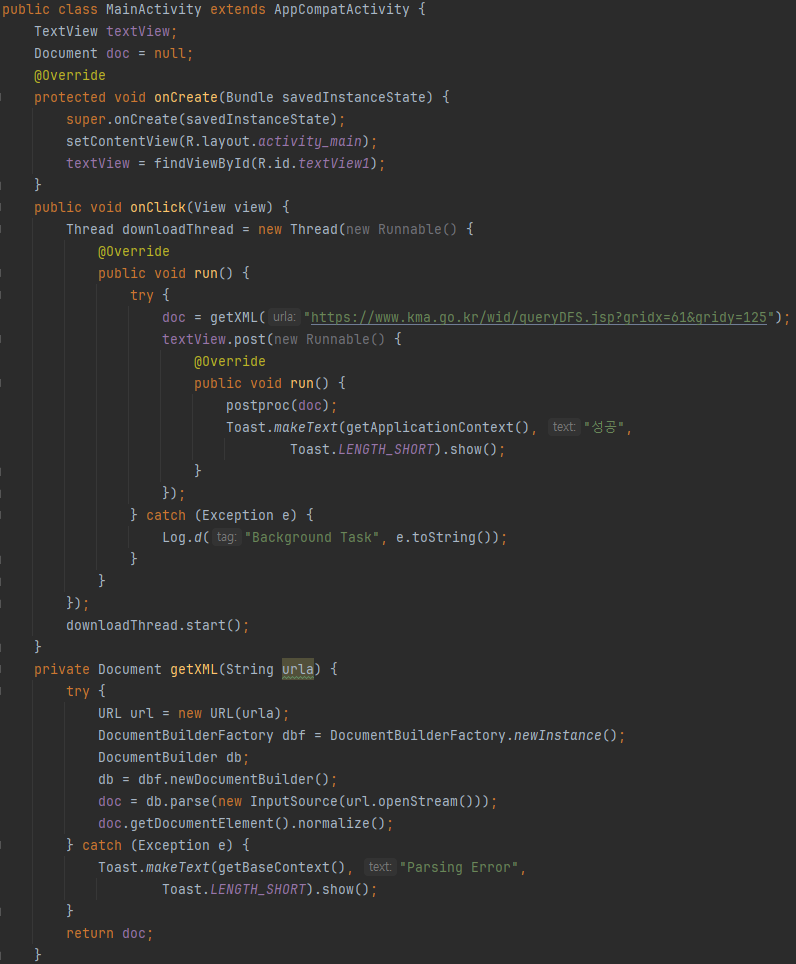 public class MainActivity extends AppCompatActivity {
    TextView textView;
    Document doc = null;
    @Override
    protected void onCreate(Bundle savedInstanceState) {
        super.onCreate(savedInstanceState);
        setContentView(R.layout.activity_main);
        textView = findViewById(R.id.textView1);
    }
    public void onClick(View view) {
        Thread downloadThread = new Thread(new Runnable() {
            @Override
            public void run() {
                try {
                    doc = getXML( urla: "https://www.kma.go.kr/wid/queryDFS.jsp?gridx=61&gridy=125");
                    textView.post(new Runnable() {
                        @Override
                        public void run() {
                            postproc(doc);
                            Toast.makeText(getApplicationContext(), text: "성공",
                                    Toast.LENGTH_SHORT).show();
                        }
                    });
                } catch (Exception e) {
                    Log.d( tag: "Background Task", e.toString());
                }
            }
        });
        downloadThread.start();
    }
    private Document getXML(String urla) {
        try {
            URL url = new URL(urla);
            DocumentBuilderFactory dbf = DocumentBuilderFactory.newInstance();
            DocumentBuilder db;
            db = dbf.newDocumentBuilder();
            doc = db.parse(new InputSource(url.openStream()));
            doc.getDocumentElement().normalize();
        } catch (Exception e) {
            Toast.makeText(getBaseContext(), text: "Parsing Error",
                    Toast.LENGTH_SHORT).show();
        }
        return doc;
    }